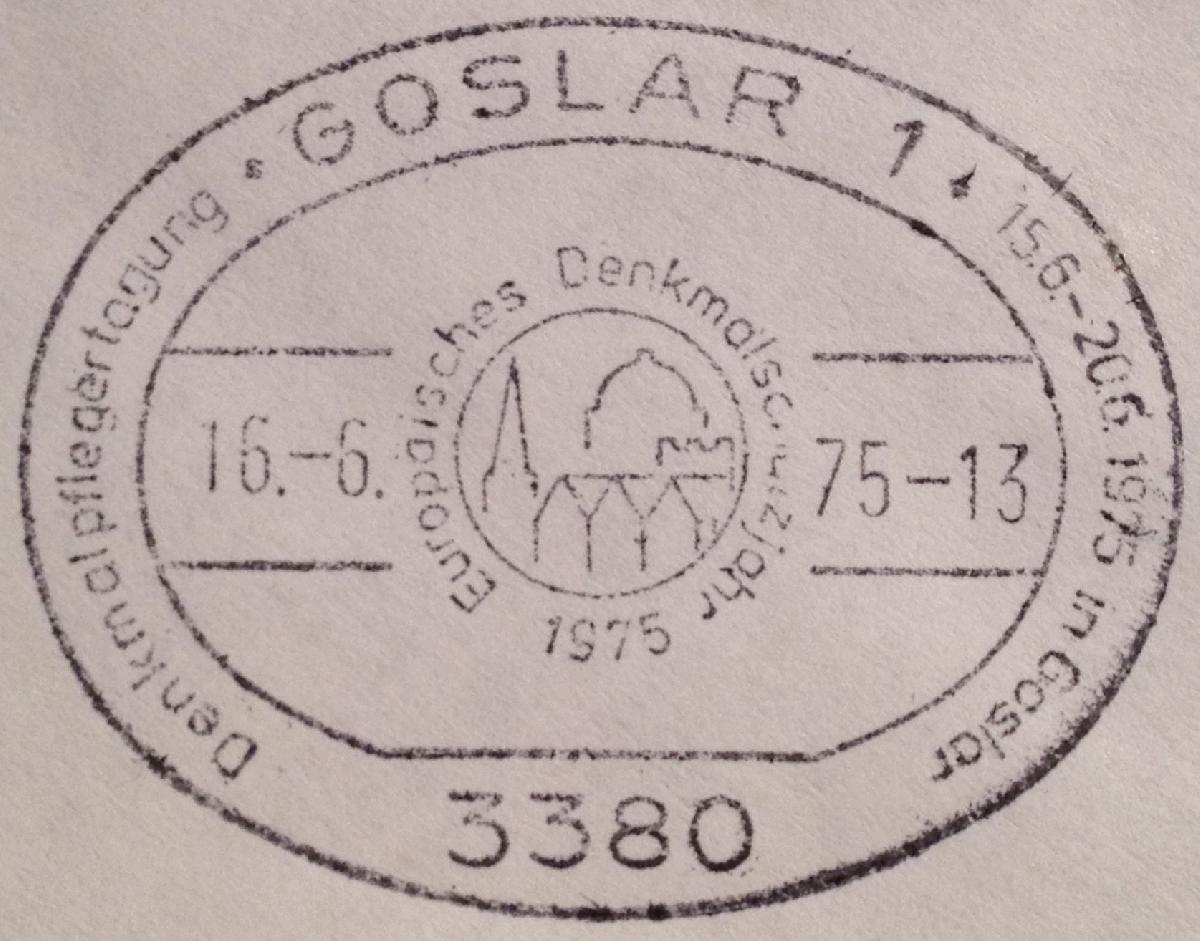 GOSLAR 1
Denkmalpflegertagung · 15.6.-20.6.1975 in Goslar
Europäisches Denkmalschutzjahr
16.-6. 75-13
1975
3380